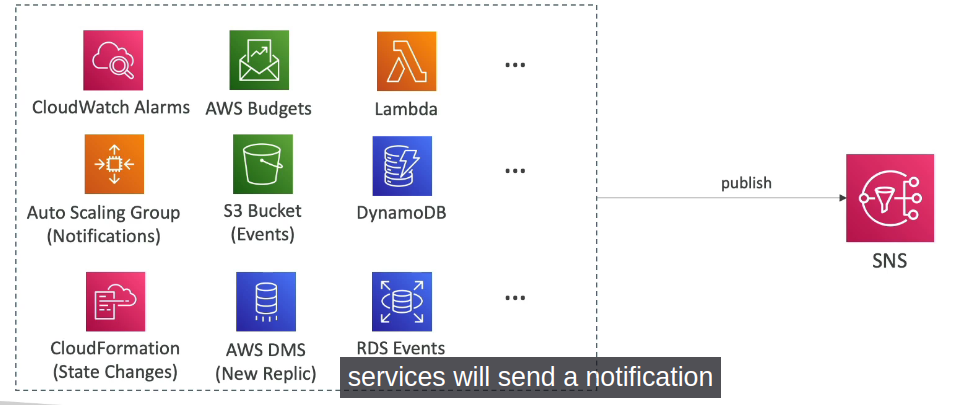 CloudWatch Alarms
AWS Budgets
Lambda
...
Auto Scaling Group
(Notifications)
S3 Bucket
(Events)
DynamoDB
...
publish
SNS
CloudFormation
(State Changes)
AWS DMS
(New Replic)
RDS Events
...
services will send a notification